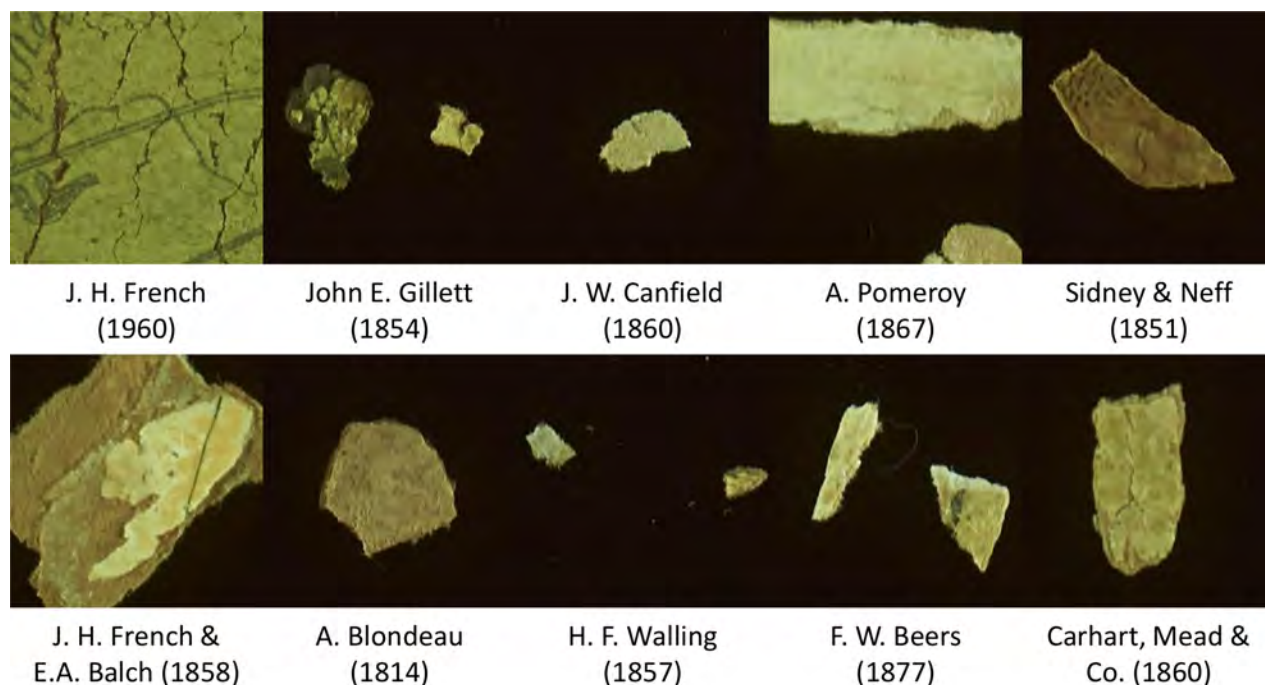 J. H. French
(1960)
John E. Gillett
(1854)
J. W. Canfield
(1860)
A. Pomeroy
(1867)
Sidney & Neff
(1851)
J. H. French &
E.A. Balch (1858)
A. Blondeau
(1814)
H. F. Walling
(1857)
F. W. Beers
(1877)
Carhart, Mead &
Co. (1860)